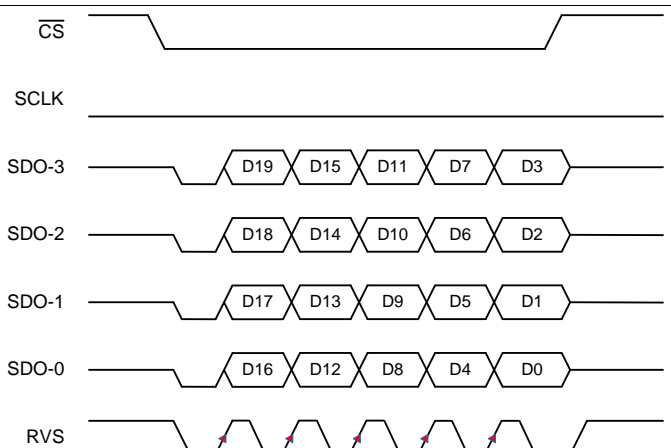 CS
SCLK
SDO-3 D19 D15 D11 D7 D3
SDO-2 D18 D14 D10 D6 D2
SDO-1 D17 D13 D9 D5 D1
SDO-0 D16 D12 D8 D4 D0
RVS